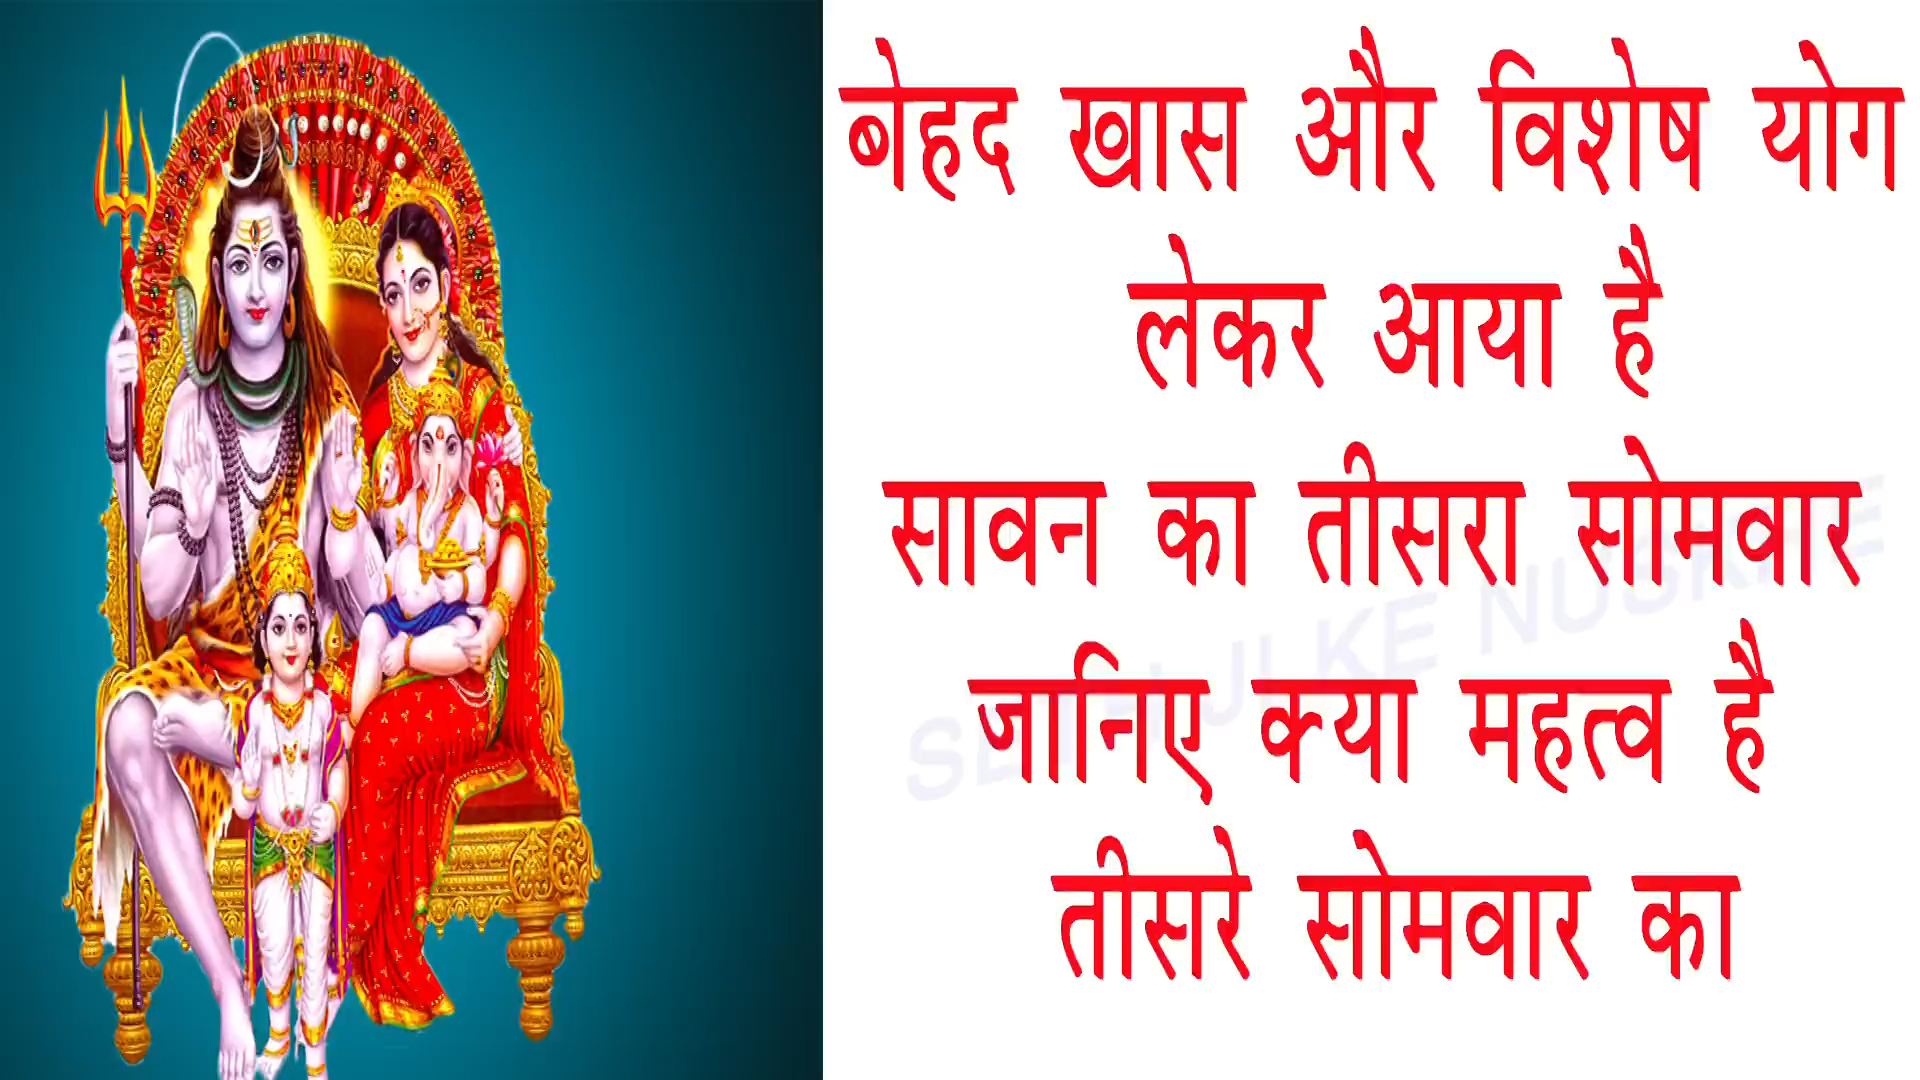 बेहद खास और विशेष योग
लेकर आया है
सावन का तीसरा सोमवार
जानिए क्या महत्व है
तीसरे सोमवार का